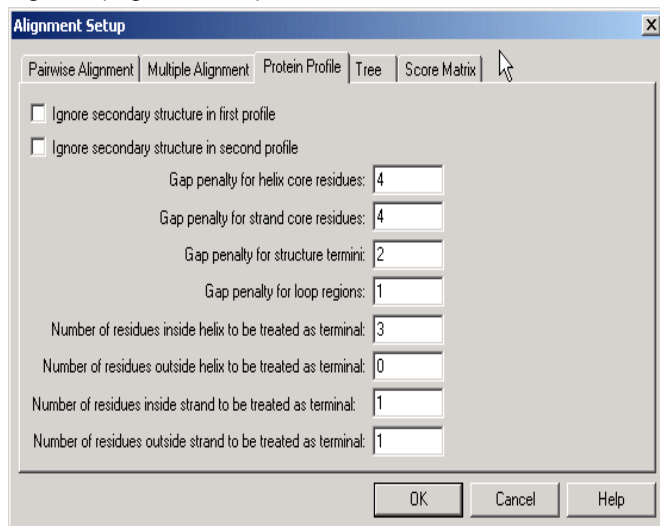 Alignment Setup
Pairwise Alignment Multiple Alignment Protein Profile Tree Score Matrix
Ignore secondary structure in first profile
Ignore secondary structure in second profile
Gap penalty for helix core residues: 4
Gap penalty for strand core residues: 4
Gap penalty for structure termini: 2
Gap penalty for loop regions: 1
Number of residues inside helix to be treated as terminal: 3
Number of residues outside helix to be treated as terminal: 0
Number of residues inside strand to be treated as terminal: 1
Number of residues outside strand to be treated as terminal: 1
OK Cancel Help